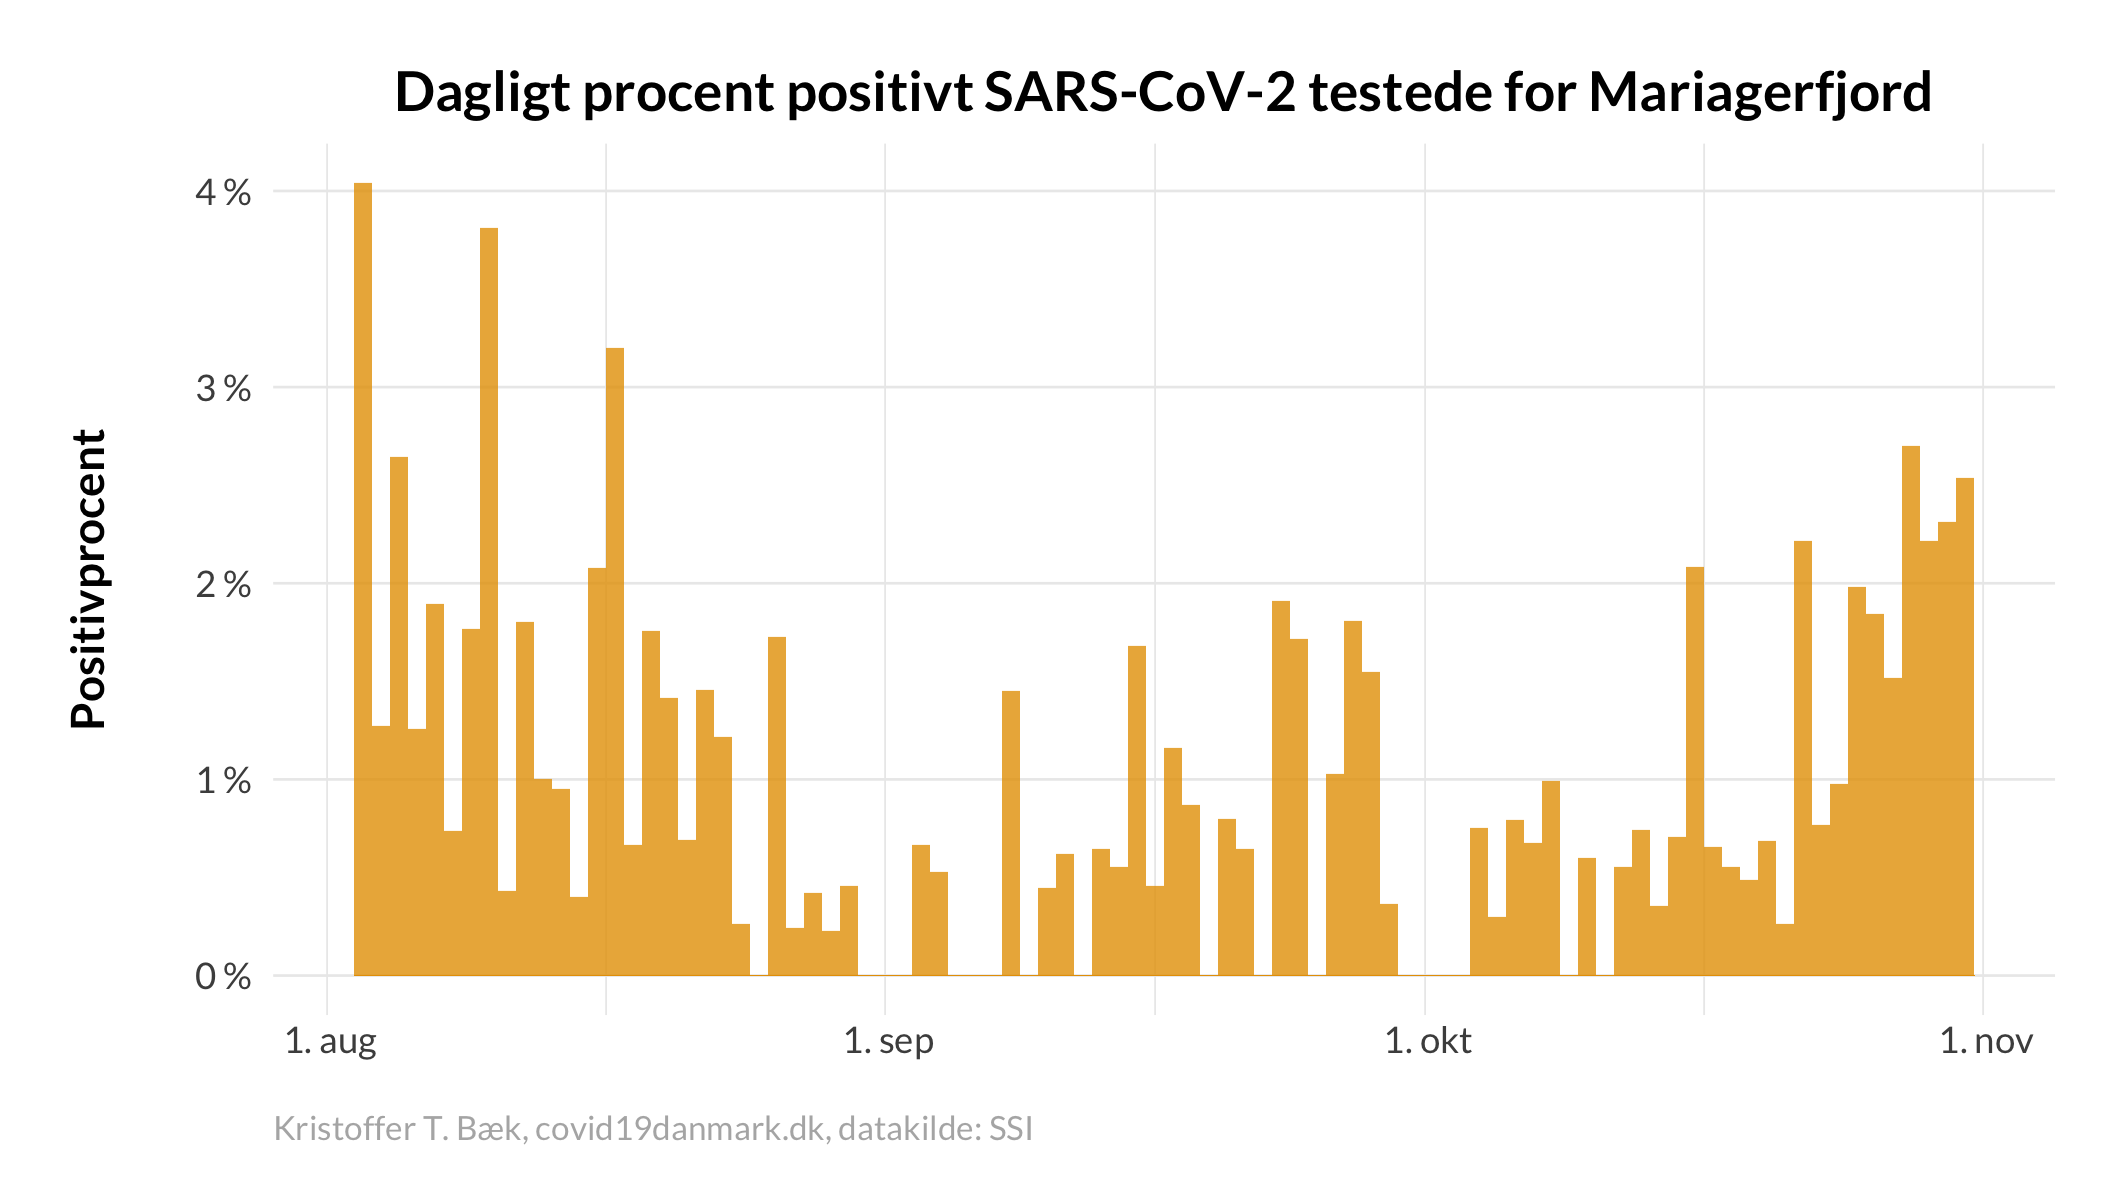 Dagligt procent positivt SARS-CoV-2 testede for Mariagerfjord
Positivprocent
4 %
3 %
2 %
1 %
0 %
1. aug
1. sep
1. okt
1. nov
Kristoffer T. Bæk, covid19danmark.dk, datakilde: SSI